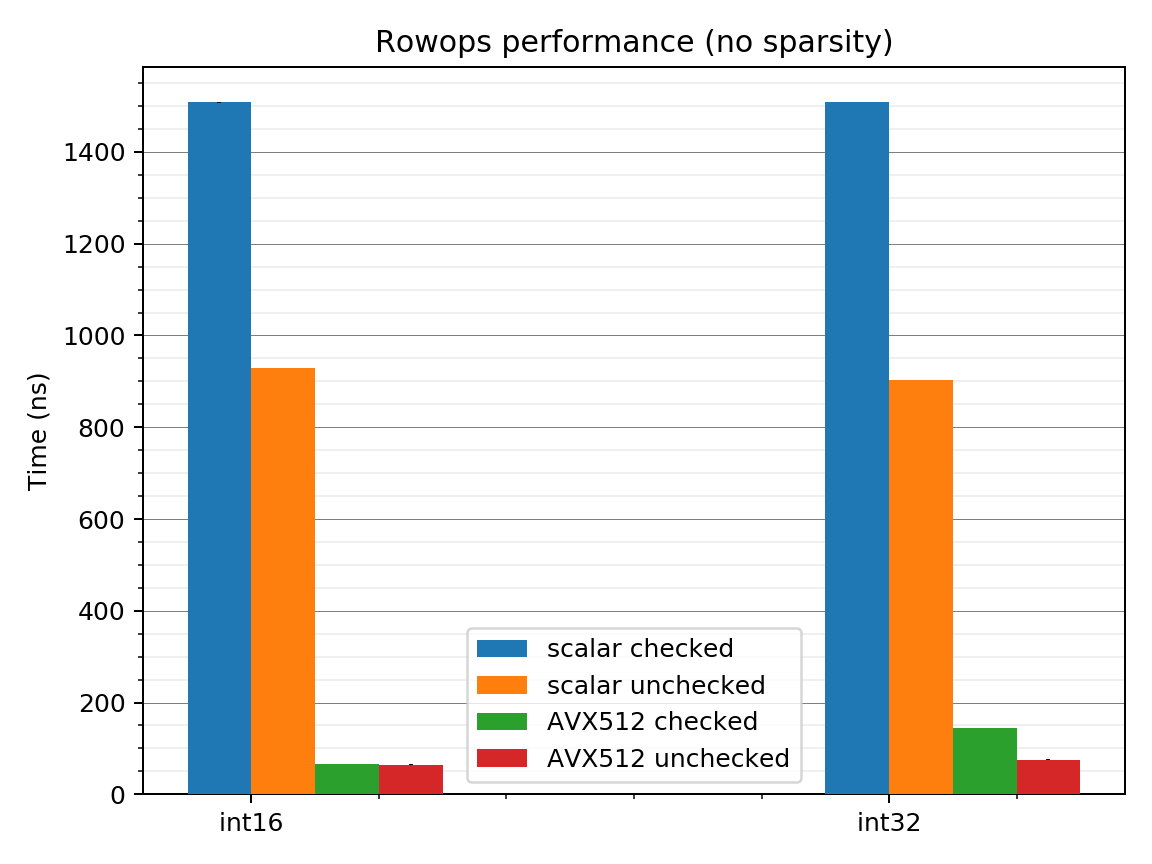 Rowops performance (no sparsity)
Time (ns)
1400
1200
1000
800
600
400
200
0
scalar checked
scalar unchecked
AVX512 checked
AVX512 unchecked
int16
int32